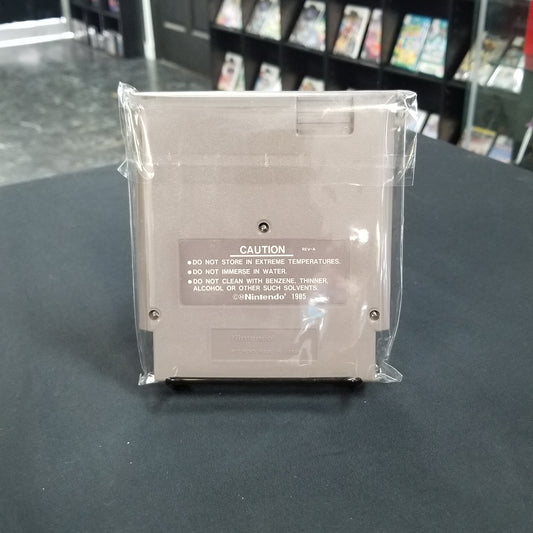 CAUTION REV-A
●DO NOT STORE IN EXTREME TEMPERATURES.
●DO NOT IMMERSE IN WATER.
●DO NOT CLEAN WITH BENZENE, THINNER,
ALCOHOL OR OTHER SUCH SOLVENTS.
©Ⓜ Nintendo® 1985
Nintendo